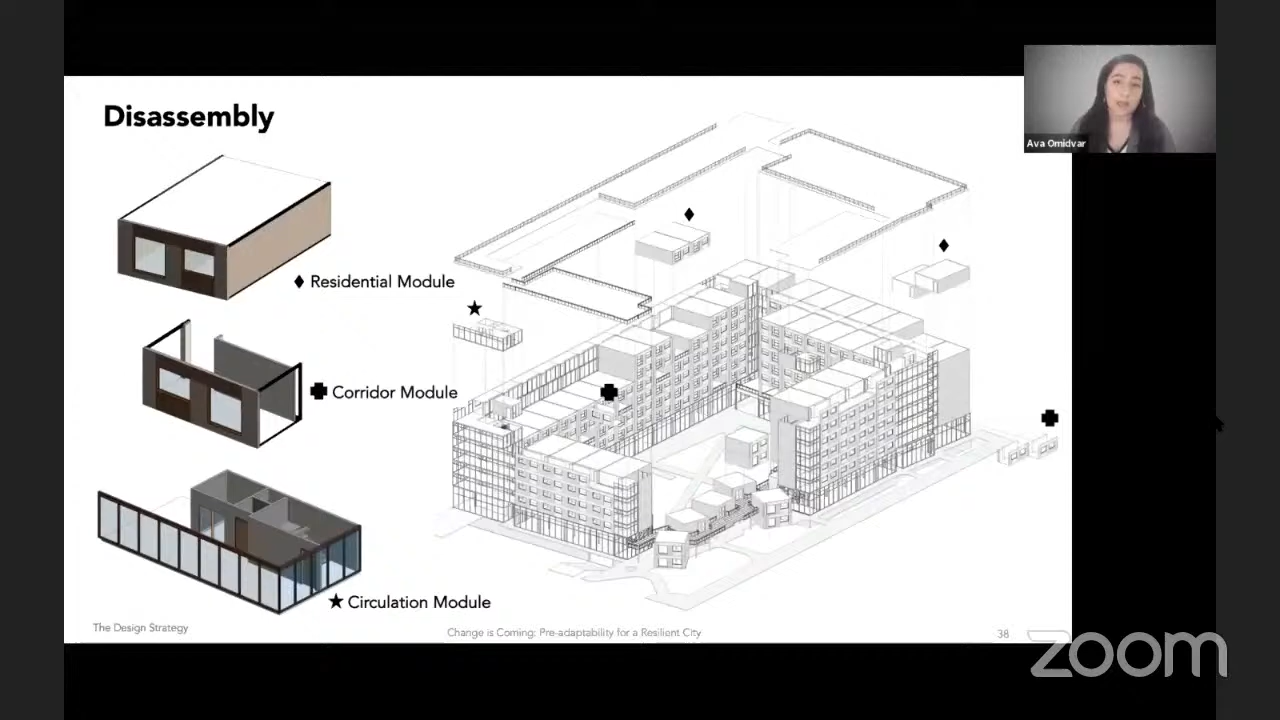 Disassembly
Ava Omidvar
Residential Module
Corridor Module
Circulation Module
The Design Strategy
Change is Coming: Pre-adaptability for a Resilient City
38
zoom